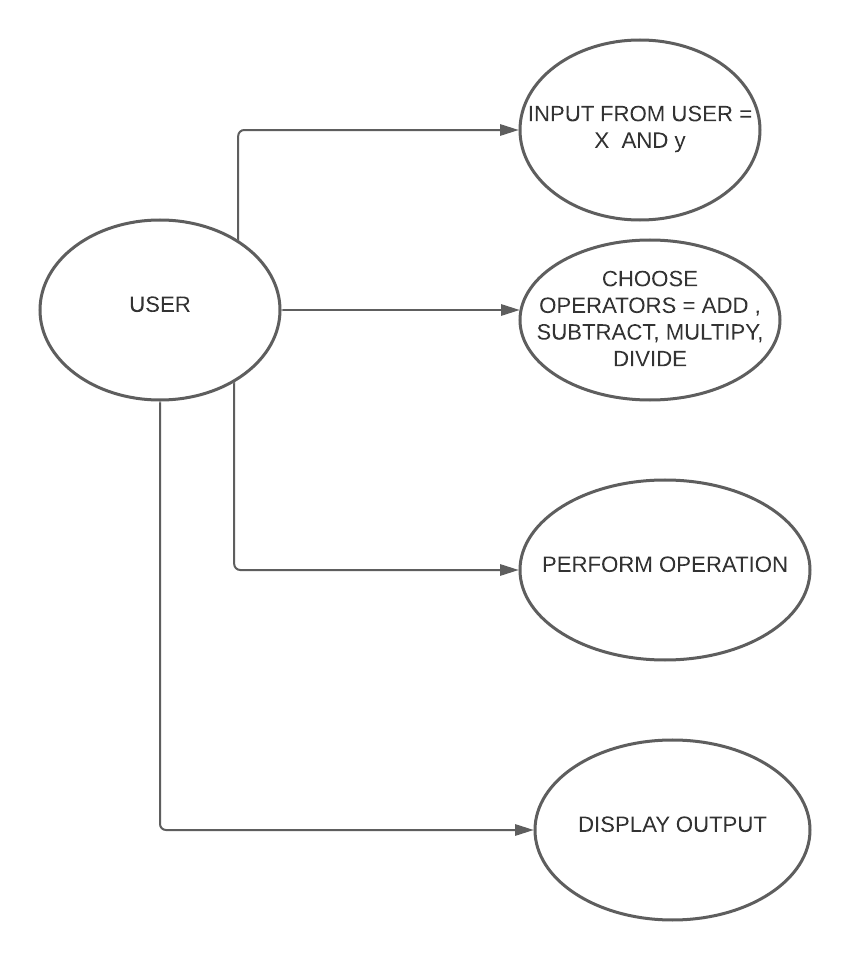 INPUT FROM USER =
X  AND y
USER
CHOOSE
OPERATORS = ADD ,
SUBTRACT, MULTIPY,
DIVIDE
PERFORM OPERATION
DISPLAY OUTPUT